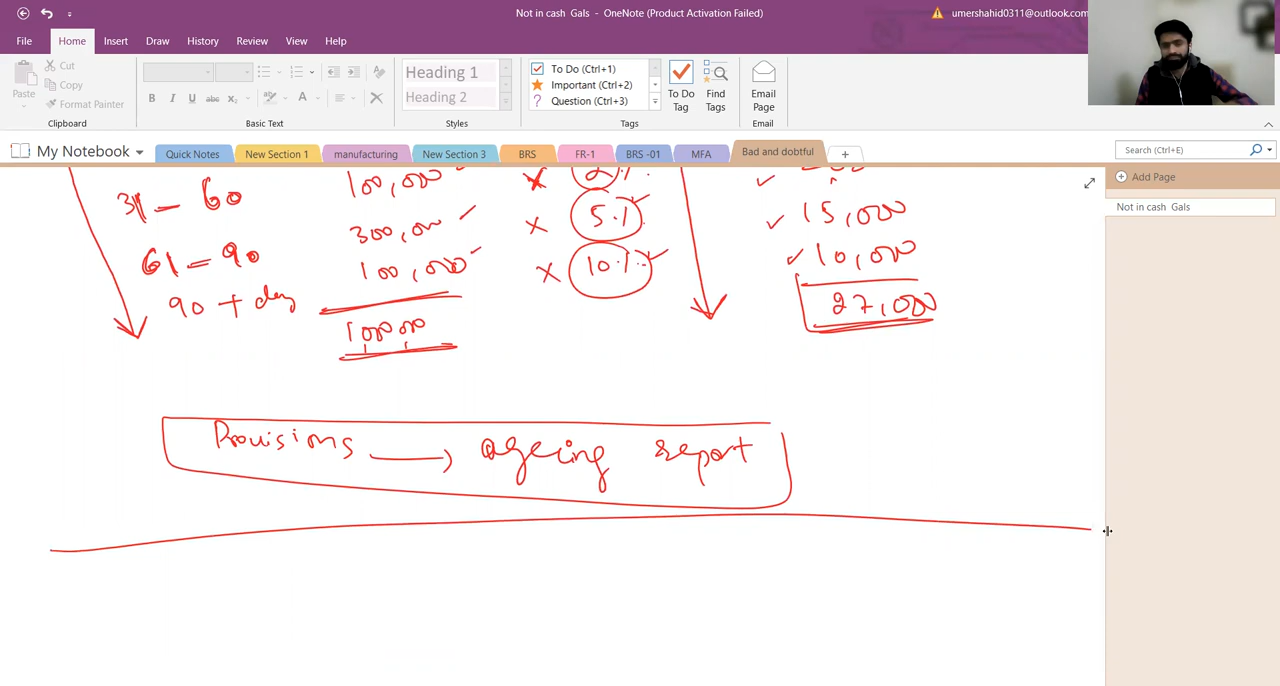 Not in cash  Gals  -  OneNote (Product Activation Failed)
umershahid0311@outlook.com
File Home Insert Draw History Review View Help
Paste
Cut
Copy
Format Painter
Clipboard
B I U abc X₂ A
Basic Text
Heading 1
Heading 2
Styles
To Do (Ctrl+1)
Important (Ctrl+2)
Question (Ctrl+3)
To Do Tag
Find Tags
Tags
Email Page
Email
My Notebook
Quick Notes New Section 1 manufacturing New Section 3 BRS FR-1 BRS -01 MFA Bad and dobtful +
Search (Ctrl+E)
Add Page
Not in cash  Gals
31 - 60 100,000 x 2%
61 - 90 300,000 x 5% 15,000
90 + day 100,000 x 10% 10,000
27,000
Provisions → ageing report